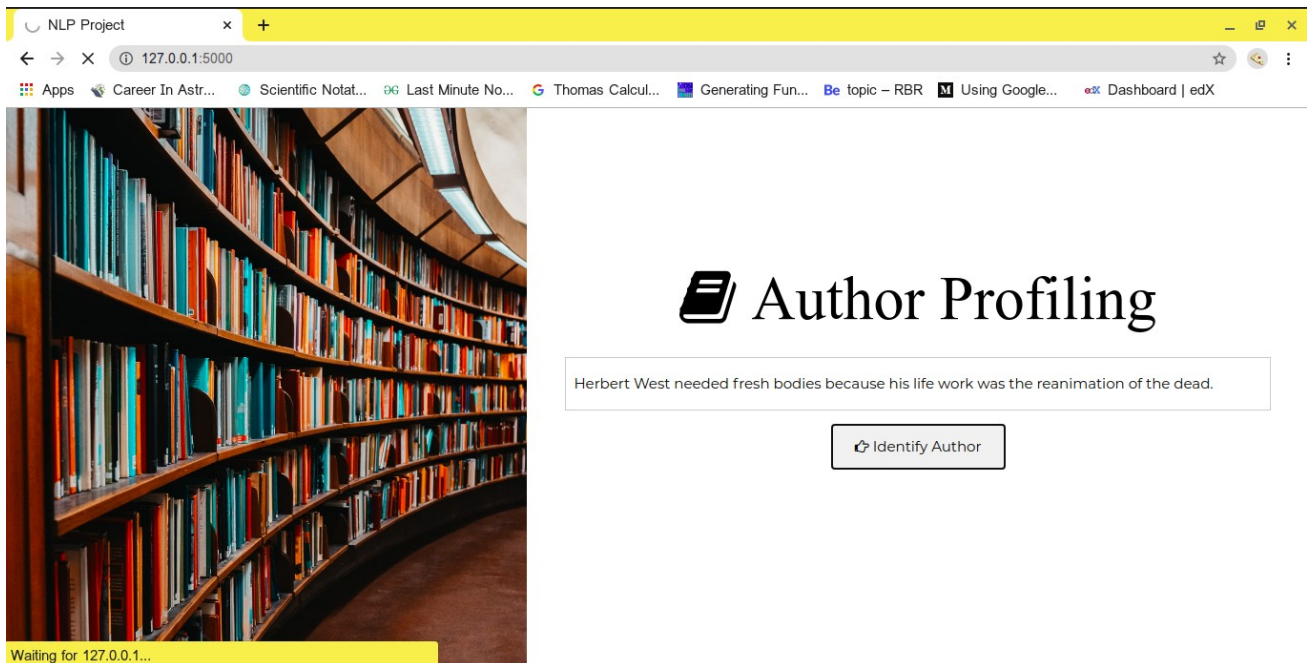 NLP Project
127.0.0.1:5000
Apps Career In Astr... Scientific Notat... Last Minute No... Thomas Calcul... Generating Fun... Be topic – RBR M Using Google... edX Dashboard | edX
Author Profiling
Herbert West needed fresh bodies because his life work was the reanimation of the dead.
Identify Author
Waiting for 127.0.0.1...